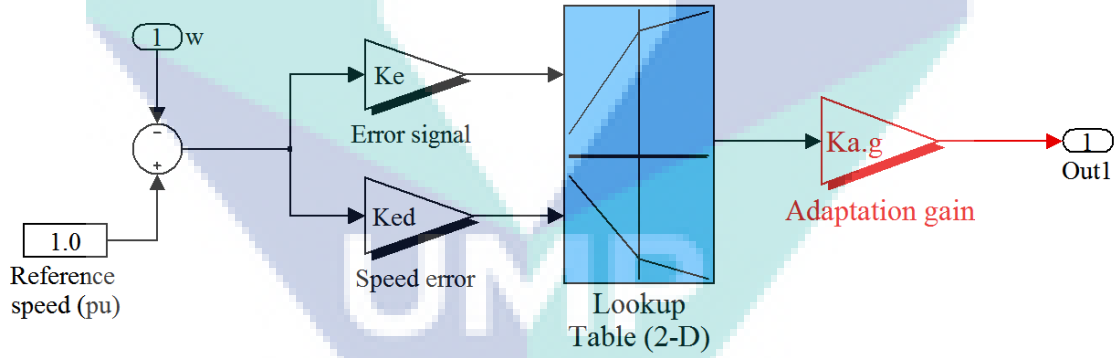 1 w
Ke
Error signal
-
+
1.0
Reference
speed (pu)
Ked
Speed error
Lookup
Table (2-D)
Ka.g
Adaptation gain
1
Out1
UMP